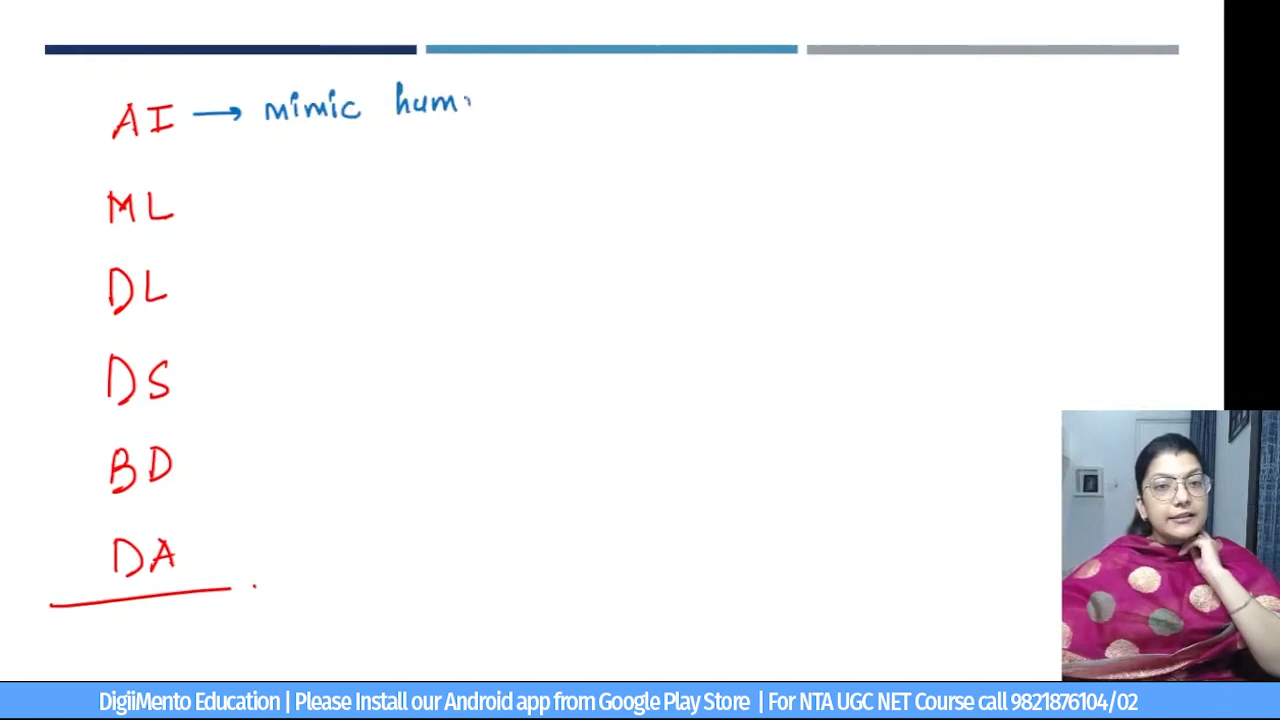 AI → mimic hum
ML
DL
DS
BD
DA
DigiiMento Education | Please Install our Android app from Google Play Store | For NTA UGC NET Course call 9821876104/02